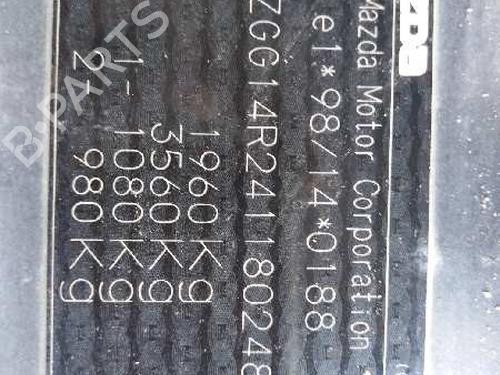 Mazda Motor Corporation
e1*98/14*0188
ZGG14R241180248
1960Kg
3560Kg
1-1080Kg
2 980Kg
B-PARTS